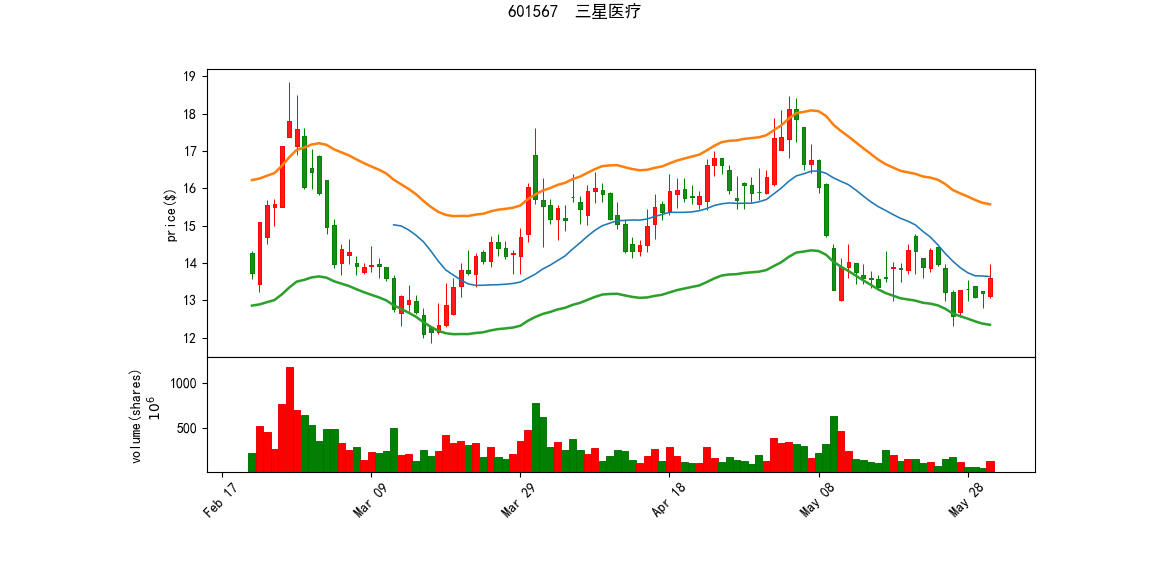 601567 三星医疗
19
18
17
16
15
14
13
12
price($)
1000
500
volume(shares)
10^6
Feb 17
Mar 09
Mar 29
Apr 18
May 08
May 28